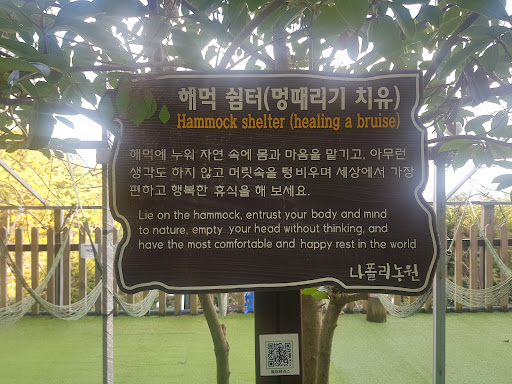 해먹 쉼터(멍때리기 치유)
Hammock shelter (healing a bruise)
해먹에 누워 자연 속에 몸과 마음을 맡기고, 아무런
생각도 하지 않고 머릿속을 텅비우며 세상에서 가장
편하고 행복한 휴식을 해 보세요.
Lie on the hammock, entrust your body and mind
to nature, empty your head without thinking, and
have the most comfortable and happy rest in the world
나폴리농원